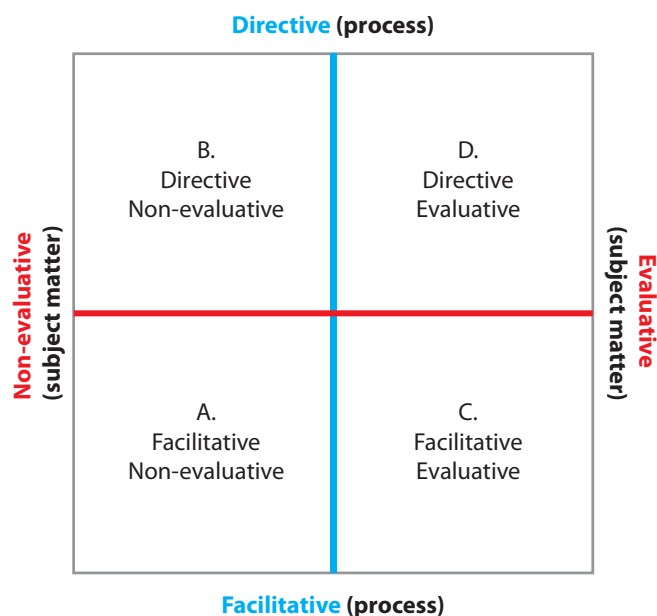 Directive (process)
B.
Directive
Non-evaluative
D.
Directive
Evaluative
Non-evaluative
(subject matter)
Evaluative
(subject matter)
A.
Facilitative
Non-evaluative
C.
Facilitative
Evaluative
Facilitative (process)